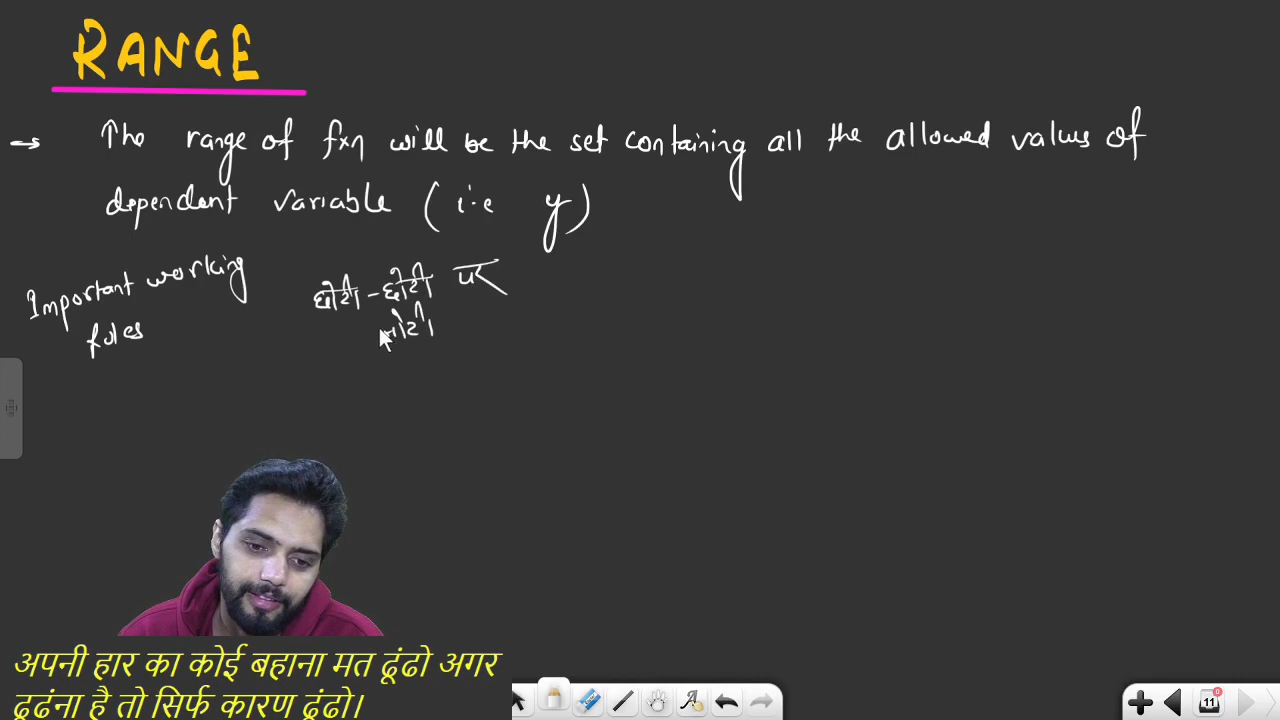 RANGE
→ The range of fxn will be the set containing all the allowed values of
dependent variable (i.e y)
Important working
rules
छोटी - छोटी पर
मोटी
अपनी हार का कोई बहाना मत ढूंढो अगर
ढूढंना है तो सिर्फ कारण ढूंढो।
11